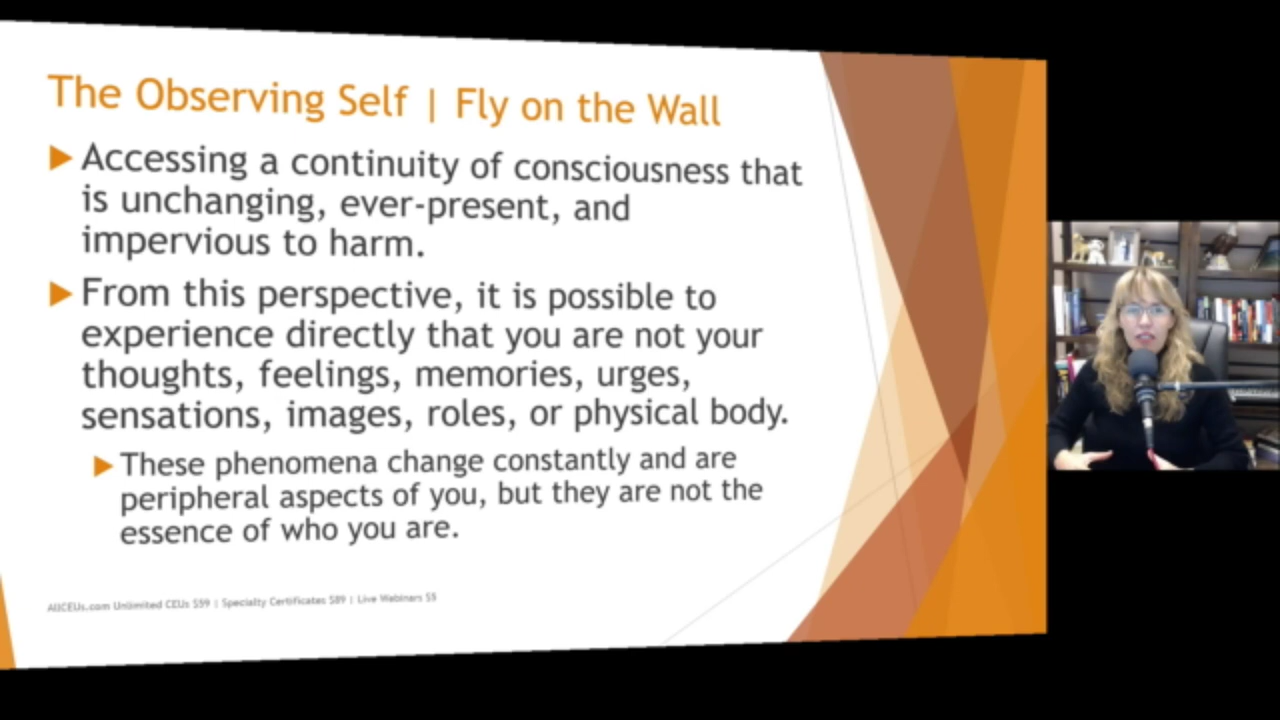 The Observing Self | Fly on the Wall
Accessing a continuity of consciousness that
is unchanging, ever-present, and
impervious to harm.
From this perspective, it is possible to
experience directly that you are not your
thoughts, feelings, memories, urges,
sensations, images, roles, or physical body.
These phenomena change constantly and are
peripheral aspects of you, but they are not the
essence of who you are.
AllCEUs.com Unlimited CEUs $59 | Specialty Certificates $89 | Live Webinars $5